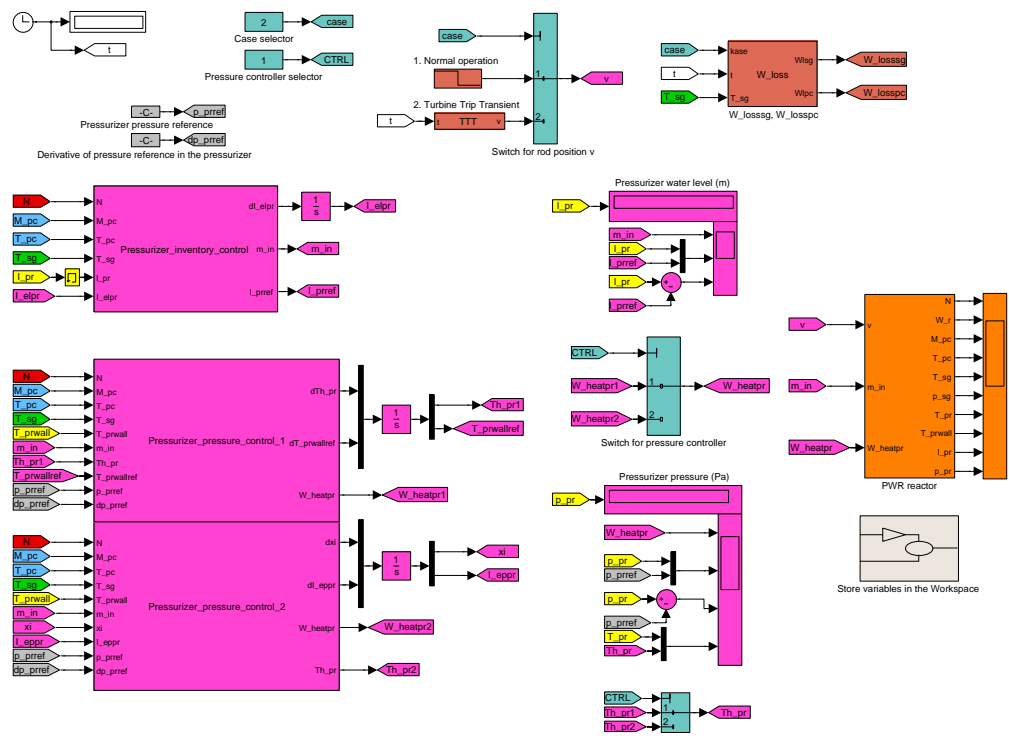 t
2
case
Case selector
1
CTRL
Pressure controller selector
-C-
p_prref
Pressurizer pressure reference
-C-
dp_prref
Derivative of pressure reference in the pressurizer
case
1. Normal operation
1
v
2. Turbine Trip Transient
t
t
TTT
v
2
Switch for rod position v
case
t
T_sg
kase
t
T_sg
W_loss
Wlsg
Wlpc
W_losssg
W_losspc
W_losssg, W_losspc
N
M_pc
T_pc
T_sg
l_pr
I_elpr
N
M_pc
T_pc
T_sg
l_pr
I_elpr
Pressurizer_inventory_control
dI_elpr
m_in
l_prref
1
s
I_elpr
m_in
l_prref
Pressurizer water level (m)
l_pr
m_in
l_pr
l_prref
l_pr
+
-
l_prref
N
M_pc
T_pc
T_sg
T_prwall
m_in
Th_pr1
T_prwallref
p_prref
dp_prref
N
M_pc
T_pc
T_sg
T_prwall
m_in
Th_pr
T_prwallref
p_prref
dp_prref
Pressurizer_pressure_control_1
dTh_pr
dT_prwallref
W_heatpr
1
s
Th_pr1
T_prwallref
W_heatpr1
N
M_pc
T_pc
T_sg
T_prwall
m_in
xi
I_eppr
p_prref
dp_prref
N
M_pc
T_pc
T_sg
T_prwall
m_in
xi
I_eppr
p_prref
dp_prref
Pressurizer_pressure_control_2
dxi
dI_eppr
W_heatpr
Th_pr
1
s
xi
I_eppr
W_heatpr2
Th_pr2
CTRL
W_heatpr1
1
W_heatpr
W_heatpr2
2
Switch for pressure controller
Pressurizer pressure (Pa)
p_pr
W_heatpr
p_pr
p_prref
p_pr
+
-
p_prref
T_pr
Th_pr
CTRL
Th_pr1
1
Th_pr
Th_pr2
2
v
m_in
W_heatpr
v
m_in
W_heatpr
N
W_r
M_pc
T_pc
T_sg
p_sg
T_pr
T_prwall
l_pr
p_pr
PWR reactor
Store variables in the Workspace